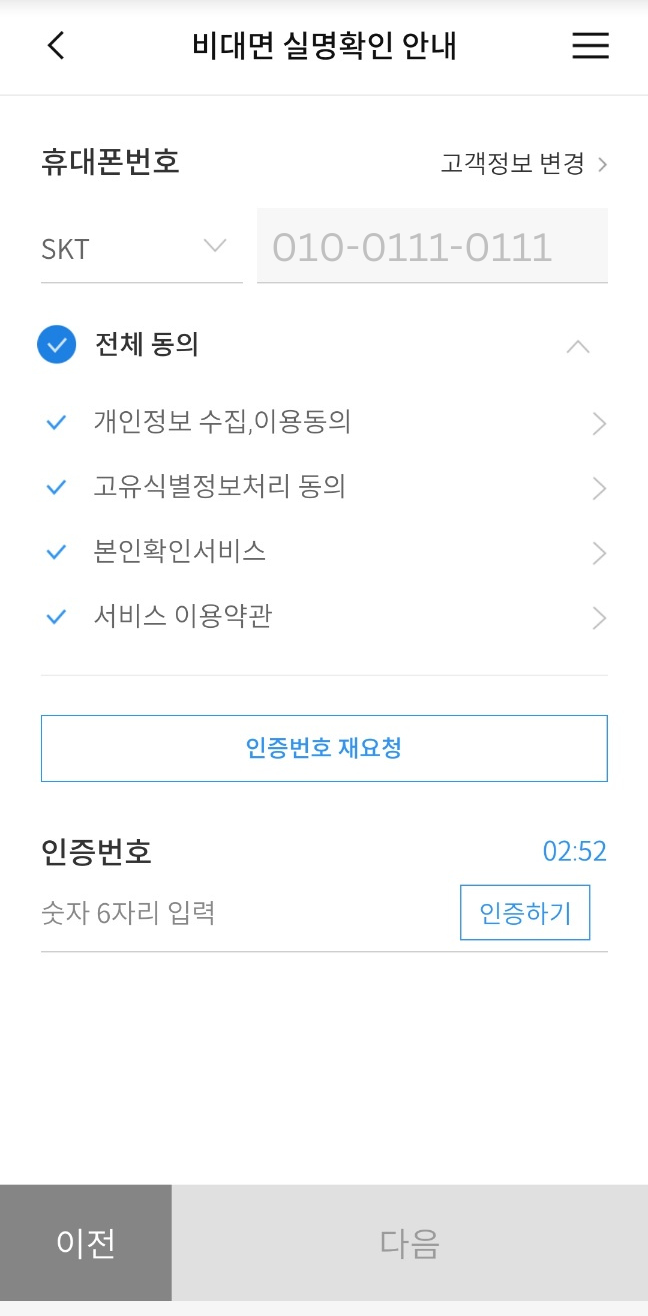 비대면 실명확인 안내
휴대폰번호
고객정보 변경
SKT
010-0111-0111
전체 동의
개인정보 수집,이용동의
고유식별정보처리 동의
본인확인서비스
서비스 이용약관
인증번호 재요청
인증번호
02:52
숫자 6자리 입력
인증하기
이전
다음